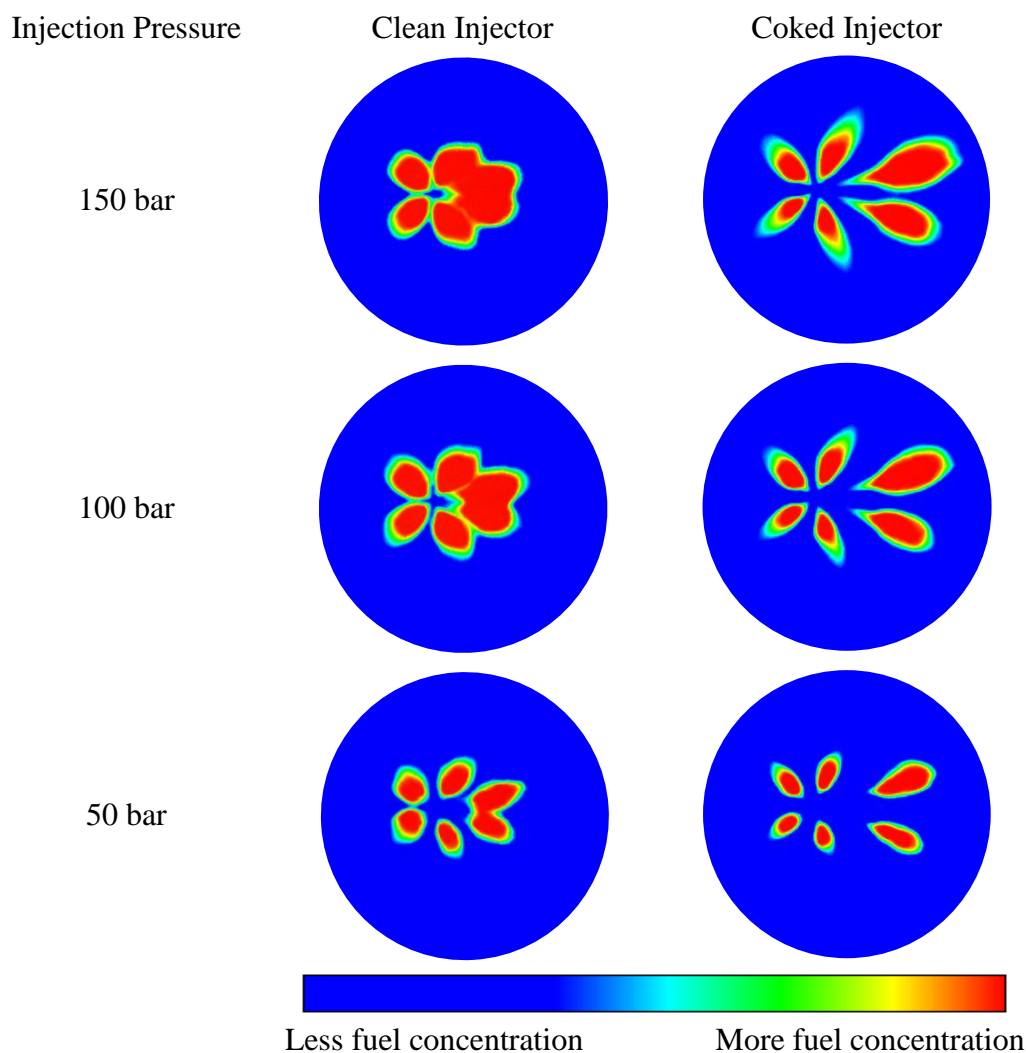 Injection Pressure
Clean Injector
Coked Injector
150 bar
100 bar
50 bar
Less fuel concentration
More fuel concentration